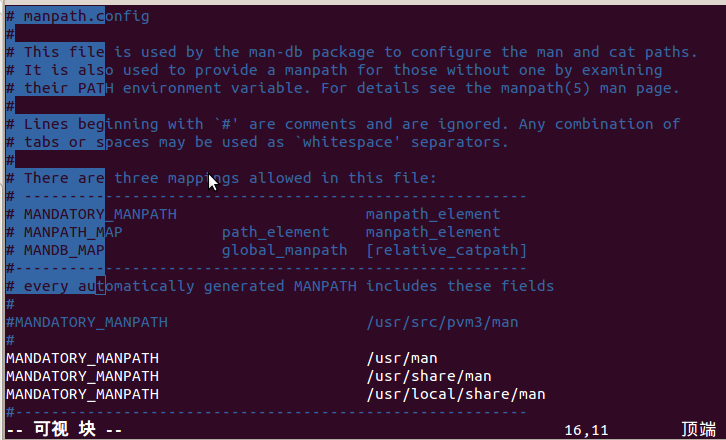 # manpath.config
#
# This file is used by the man-db package to configure the man and cat paths.
# It is also used to provide a manpath for those without one by examining
# their PATH environment variable. For details see the manpath(5) man page.
#
# Lines beginning with `#' are comments and are ignored. Any combination of
# tabs or spaces may be used as `whitespace' separators.
#
# There are three mappings allowed in this file:
# --------------------------------------------------------
# MANDATORY_MANPATH                     manpath_element
# MANPATH_MAP           path_element    manpath_element
# MANDB_MAP             global_manpath  [relative_catpath]
#---------------------------------------------------------
# every automatically generated MANPATH includes these fields
#
#MANDATORY_MANPATH                      /usr/src/pvm3/man
#
MANDATORY_MANPATH                       /usr/man
MANDATORY_MANPATH                       /usr/share/man
MANDATORY_MANPATH                       /usr/local/share/man
#---------------------------------------------------------
-- 可视 块 --                                                 16,11        顶端